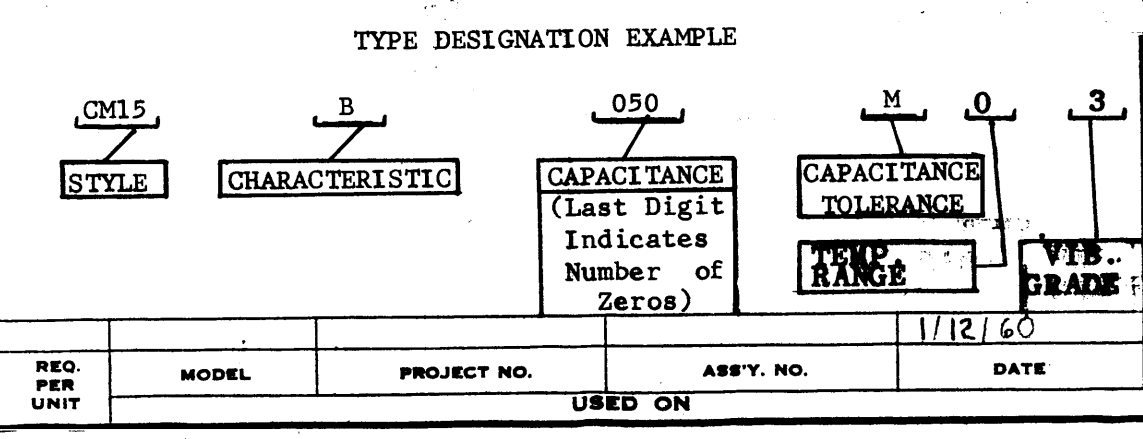 TYPE DESIGNATION EXAMPLE
CM15 B 050 M O 3
STYLE CHARACTERISTIC CAPACITANCE CAPACITANCE
TOLERANCE
(Last Digit
Indicates
Number of
Zeros)
TEMP.
RANGE
VIB.
GRADE
1/12/60
REQ.
PER
UNIT
MODEL PROJECT NO. ASS'Y. NO. DATE
USED ON